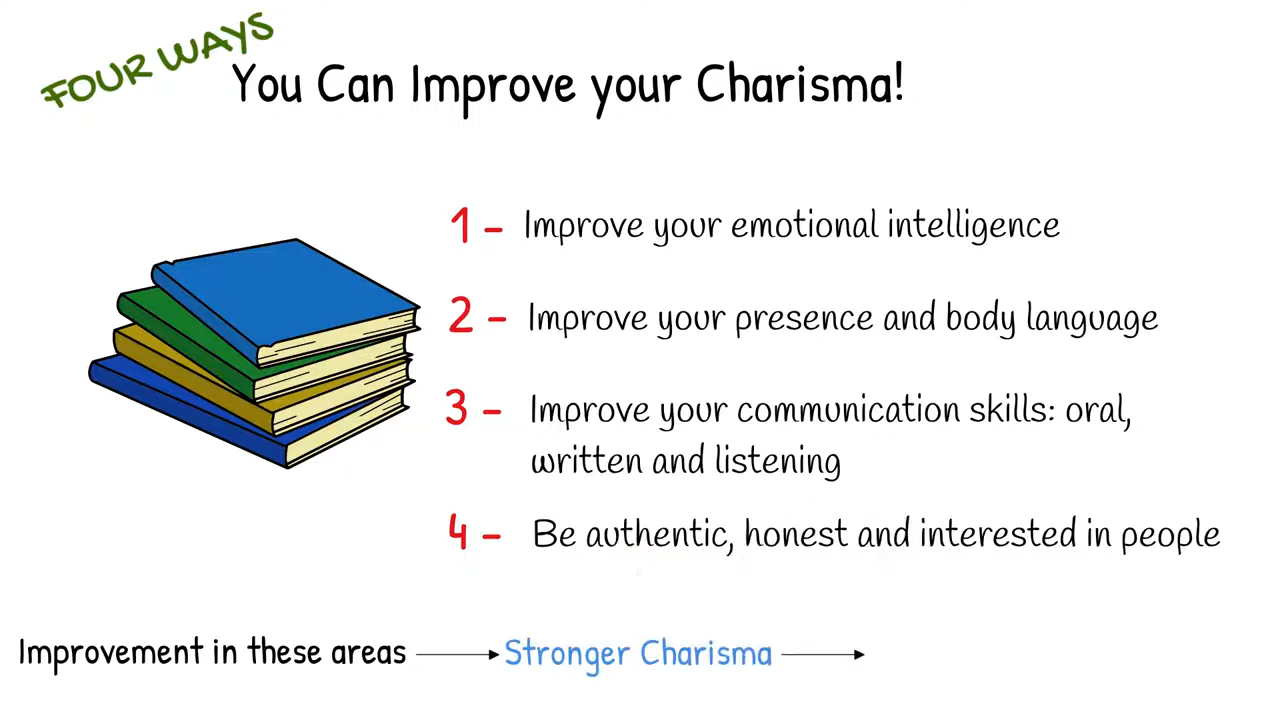 FOUR WAYS
You Can Improve your Charisma!
1 - Improve your emotional intelligence
2 - Improve your presence and body language
3 - Improve your communication skills: oral,
written and listening
4 - Be authentic, honest and interested in people
Improvement in these areas → Stronger Charisma →